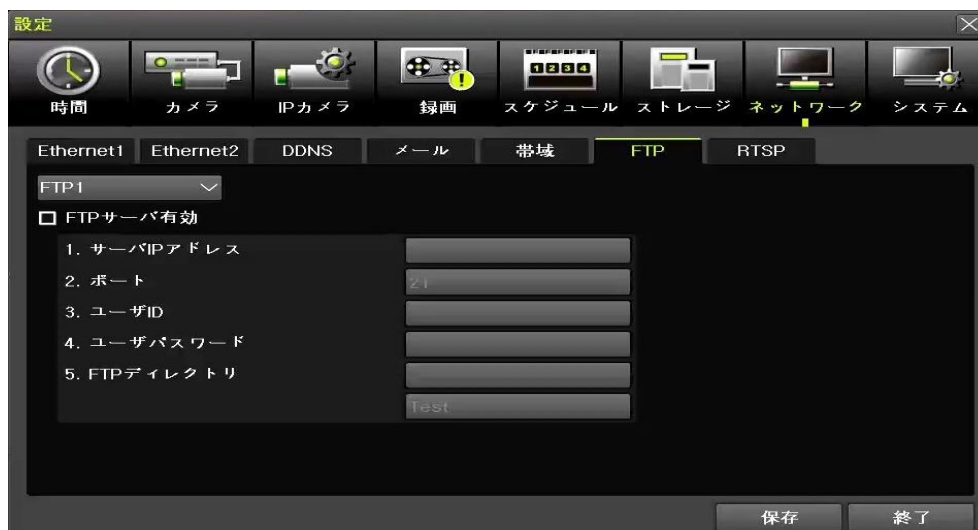 設定
1 2 3 4
時間 カメラ IPカメラ 録画 スケジュール ストレージ ネットワーク システム
Ethernet1 Ethernet2 DDNS メール 帯域 FTP RTSP
FTP1
FTPサーバ有効
1. サーバIPアドレス
2. ポート 21
3. ユーザID
4. ユーザパスワード
5. FTPディレクトリ
Test
保存 終了